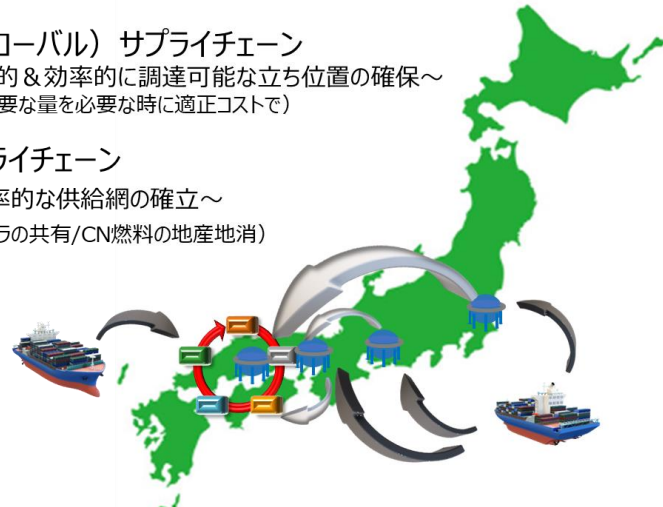 ローバル）サプライチェーン
的＆効率的に調達可能な立ち位置の確保～
要な量を必要な時に適正コストで）
ライチェーン
率的な供給網の確立～
ラの共有/CN燃料の地産地消）